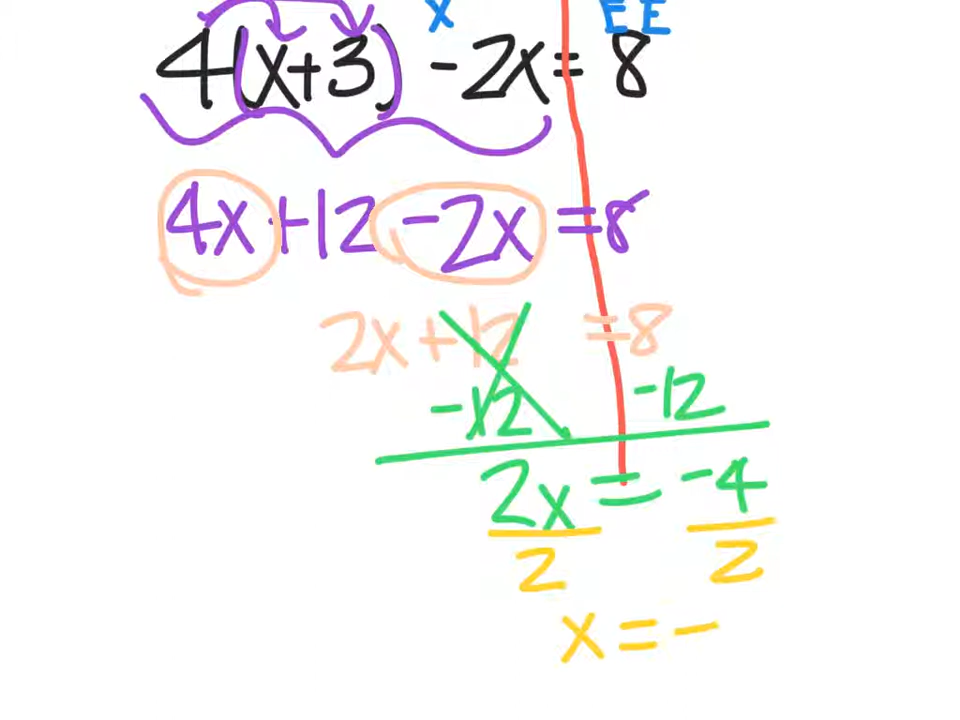 x EE
4(x+3) -2x = 8
4x +12 -2x = 8
2x +12 = 8
-12 -12
2x = -4
2 2
x = -